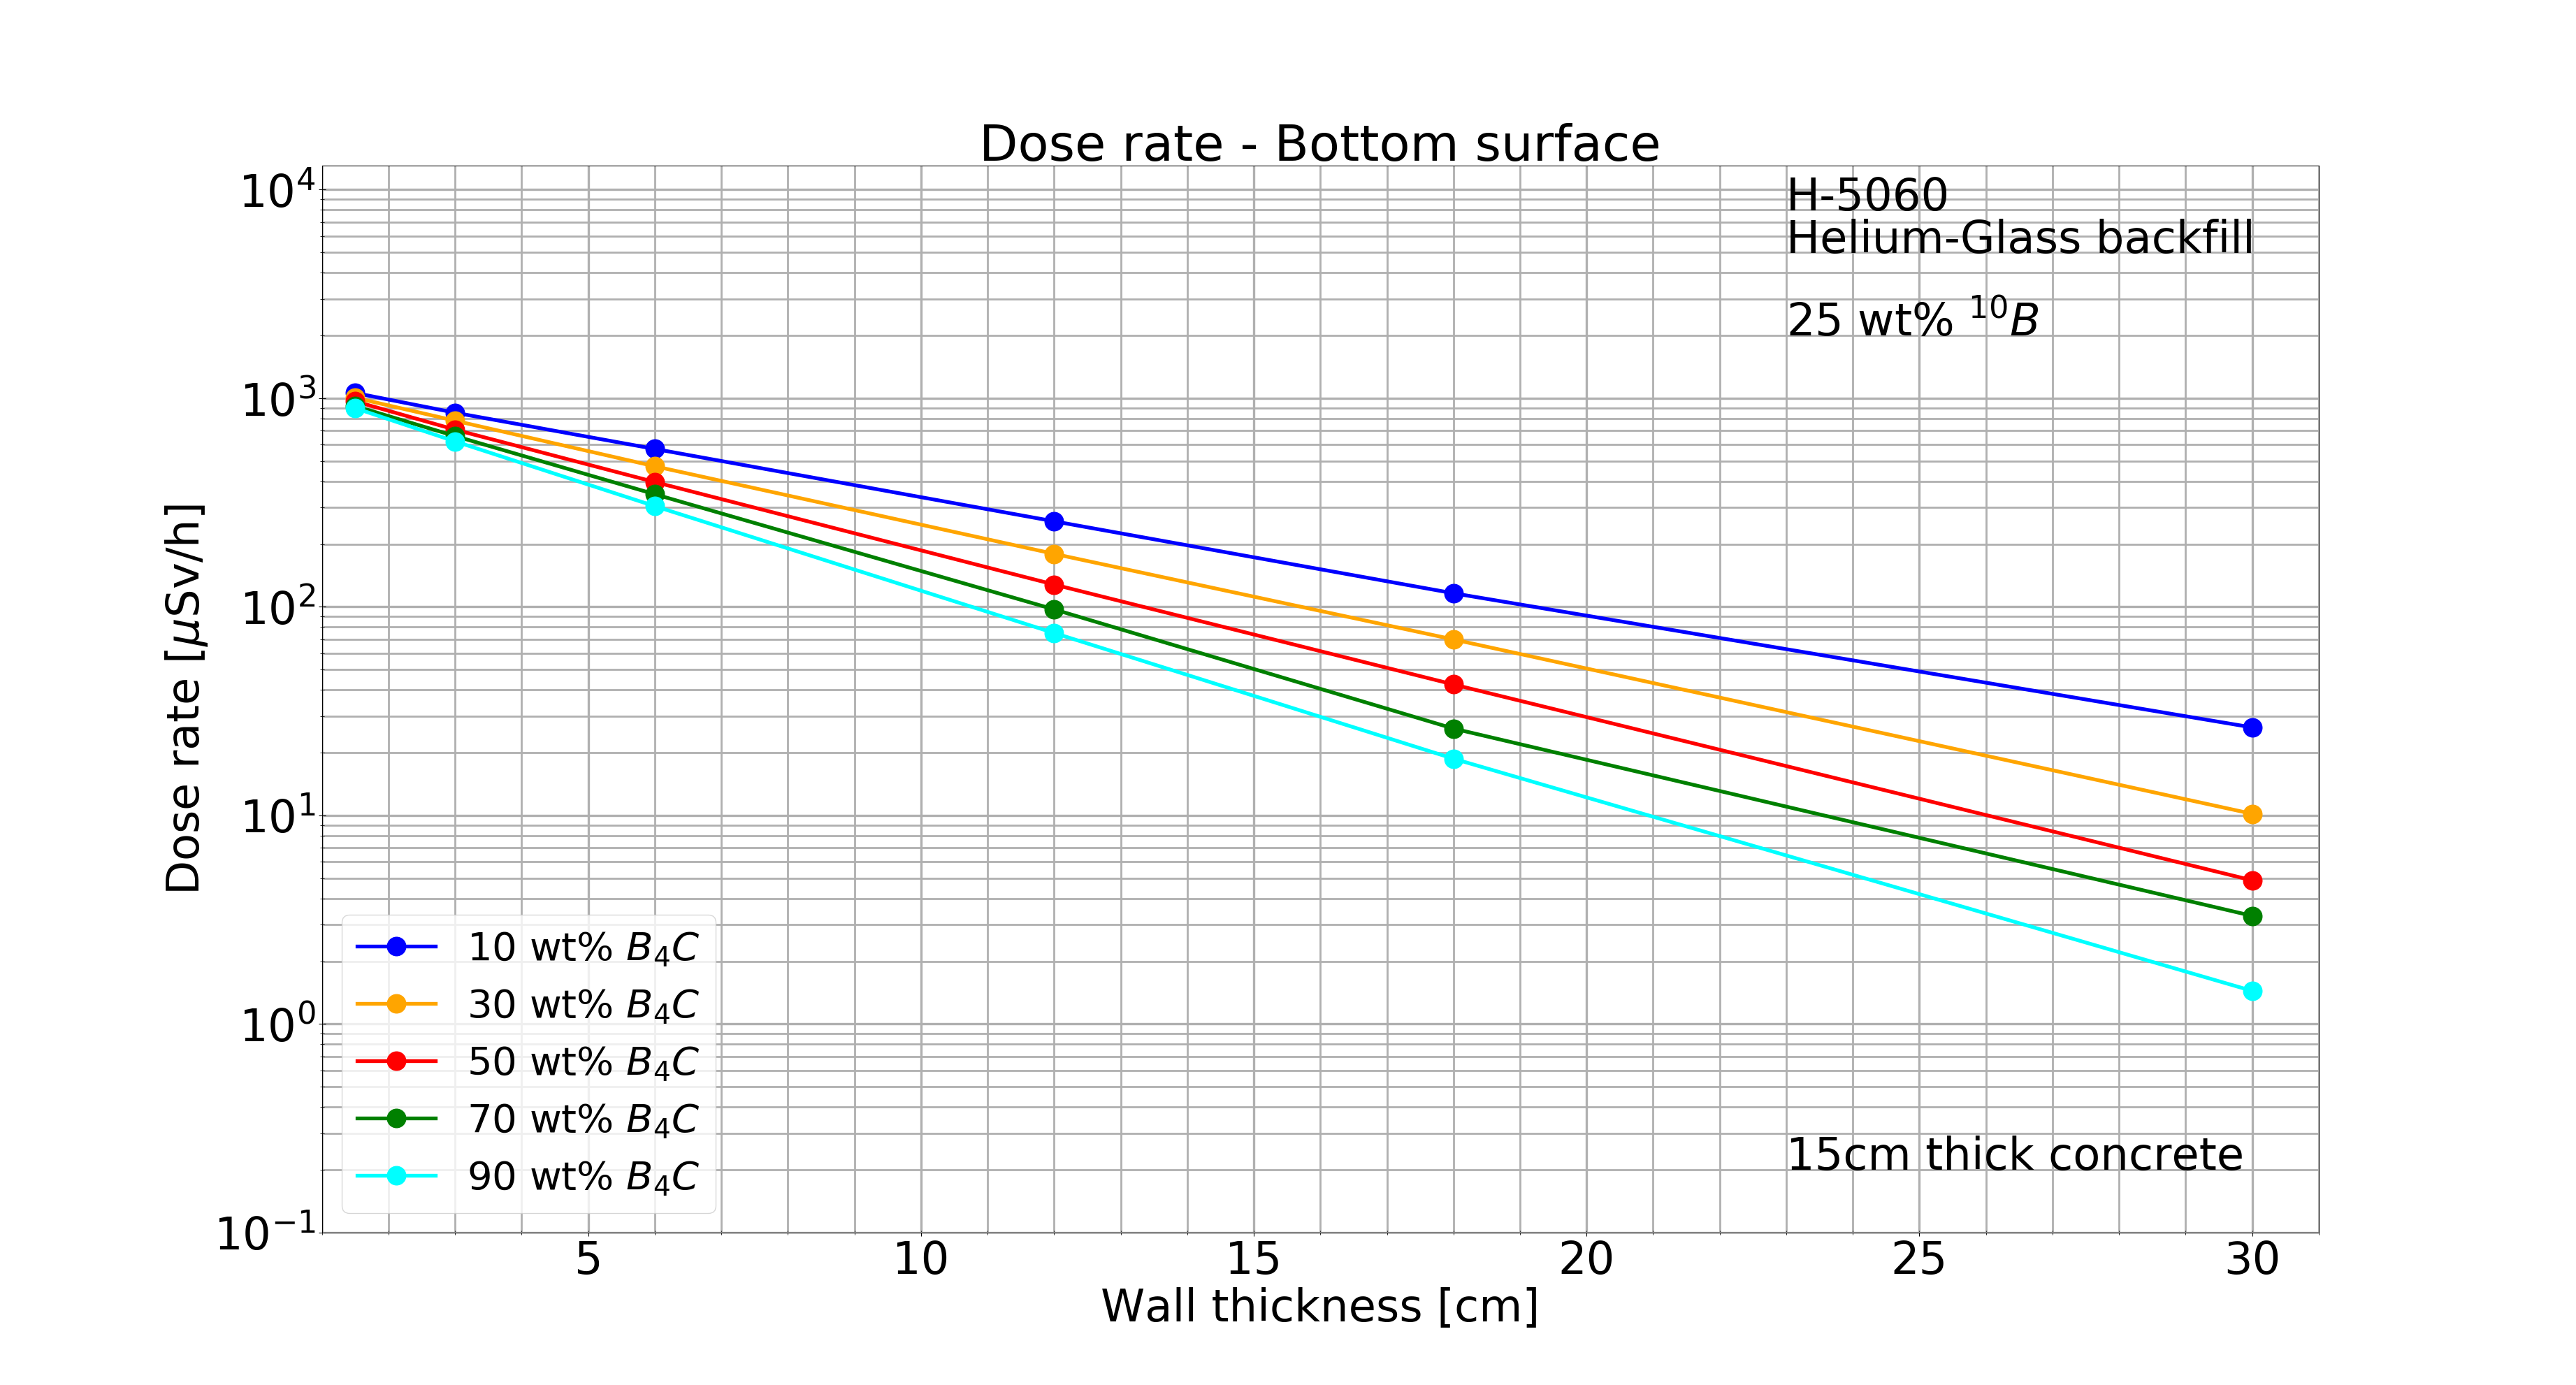 Dose rate - Bottom surface
H-5060
Helium-Glass backfill
25 wt% ¹⁰B
10⁴
10³
10²
10¹
10⁰
10⁻¹
Dose rate [μSv/h]
10 wt% B₄C
30 wt% B₄C
50 wt% B₄C
70 wt% B₄C
90 wt% B₄C
15cm thick concrete
5 10 15 20 25 30
Wall thickness [cm]